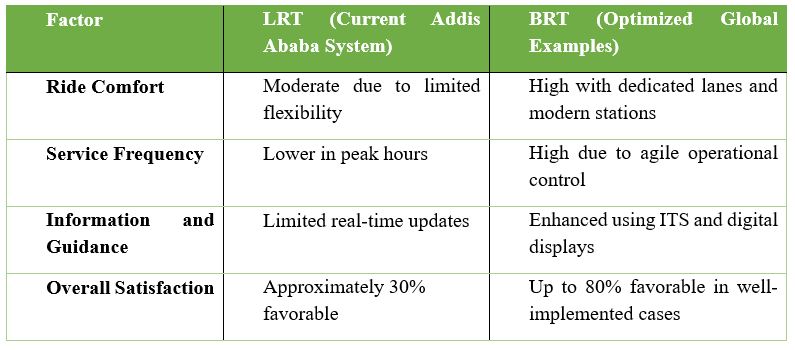 Factor
LRT (Current Addis Ababa System)
BRT (Optimized Global Examples)
Ride Comfort
Moderate due to limited flexibility
High with dedicated lanes and modern stations
Service Frequency
Lower in peak hours
High due to agile operational control
Information and Guidance
Limited real-time updates
Enhanced using ITS and digital displays
Overall Satisfaction
Approximately 30% favorable
Up to 80% favorable in well-implemented cases